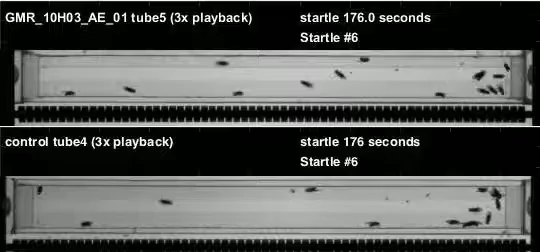 GMR_10H03_AE_01 tube5 (3x playback)
startle 176.0 seconds
Startle #6
control tube4 (3x playback)
startle 176 seconds
Startle #6